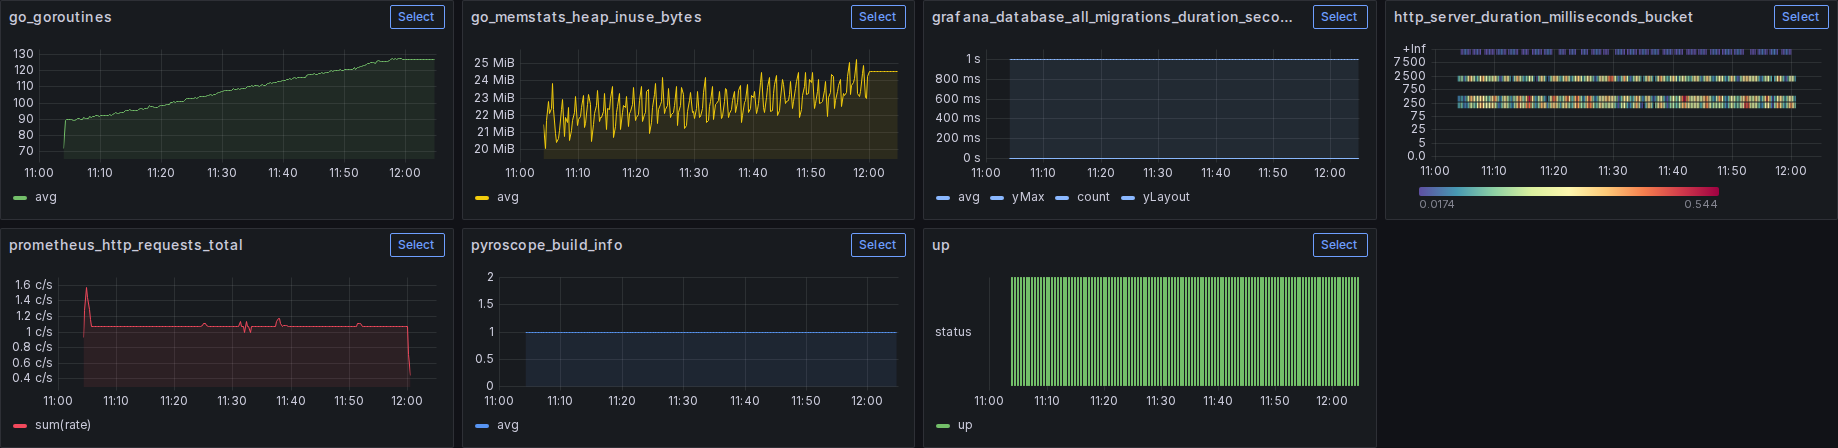 go_goroutines
Select
130
120
110
100
90
80
70
11:00 11:10 11:20 11:30 11:40 11:50 12:00
avg
go_memstats_heap_inuse_bytes
Select
25 MiB
24 MiB
23 MiB
22 MiB
21 MiB
20 MiB
11:00 11:10 11:20 11:30 11:40 11:50 12:00
avg
grafana_database_all_migrations_duration_seco...
Select
1 s
800 ms
600 ms
400 ms
200 ms
0 s
11:00 11:10 11:20 11:30 11:40 11:50 12:00
avg yMax count yLayout
http_server_duration_milliseconds_bucket
Select
+Inf
7500
2500
750
250
75
25
5
0.0
11:00 11:10 11:20 11:30 11:40 11:50 12:00
0.0174 0.544
prometheus_http_requests_total
Select
1.6 c/s
1.4 c/s
1.2 c/s
1 c/s
0.8 c/s
0.6 c/s
0.4 c/s
11:00 11:10 11:20 11:30 11:40 11:50 12:00
sum(rate)
pyroscope_build_info
Select
2
1.5
1
0.5
0
11:00 11:10 11:20 11:30 11:40 11:50 12:00
avg
up
Select
status
11:00 11:10 11:20 11:30 11:40 11:50 12:00
up